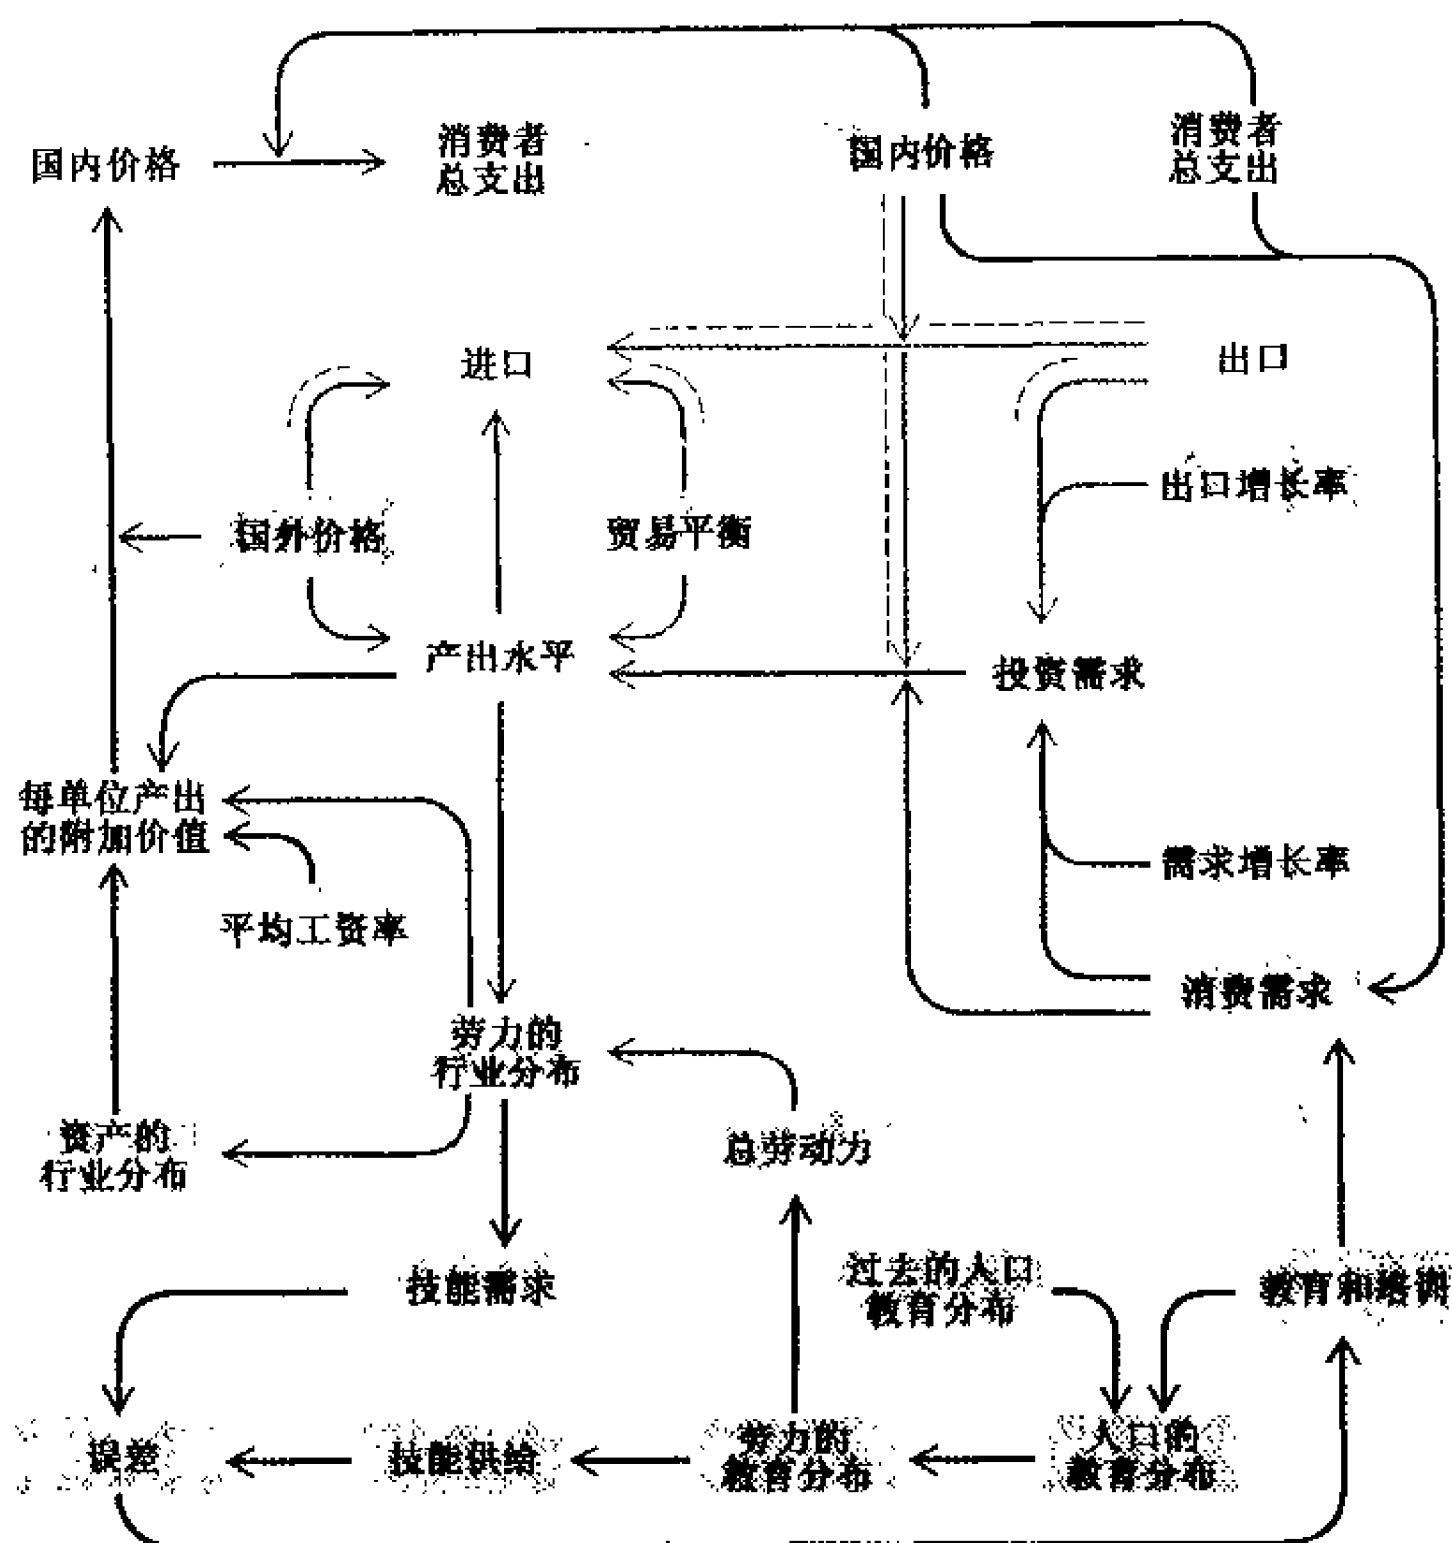 国内价格
消费者
总支出
国内价格
消费者
总支出
进口
出口
出口增长率
国外价格
贸易平衡
产出水平
投资需求
每单位产出
的附加价值
需求增长率
平均工资率
消费需求
劳力的
行业分布
资产的
行业分布
总劳动力
技能需求
过去的人口
教育分布
教育和培训
误差
技能供给
劳力的
教育分布
人口的
教育分布